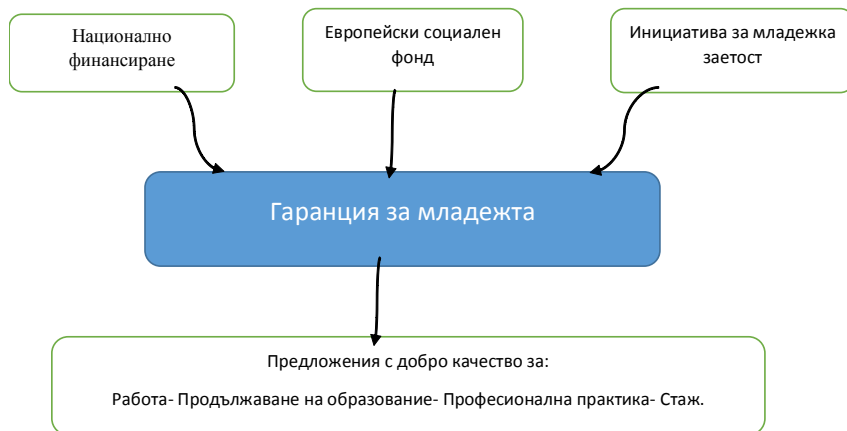 Национално
финансиране
Европейски социален
фонд
Инициатива за младежка
заетост
Гаранция за младежта
Предложения с добро качество за:
Работа- Продължаване на образование- Професионална практика- Стаж.